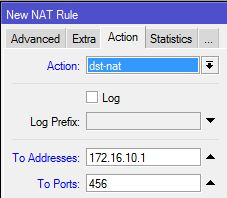 New NAT Rule
Advanced Extra Action Statistics ...
Action: dst-nat
Log
Log Prefix:
To Addresses: 172.16.10.1
To Ports: 456